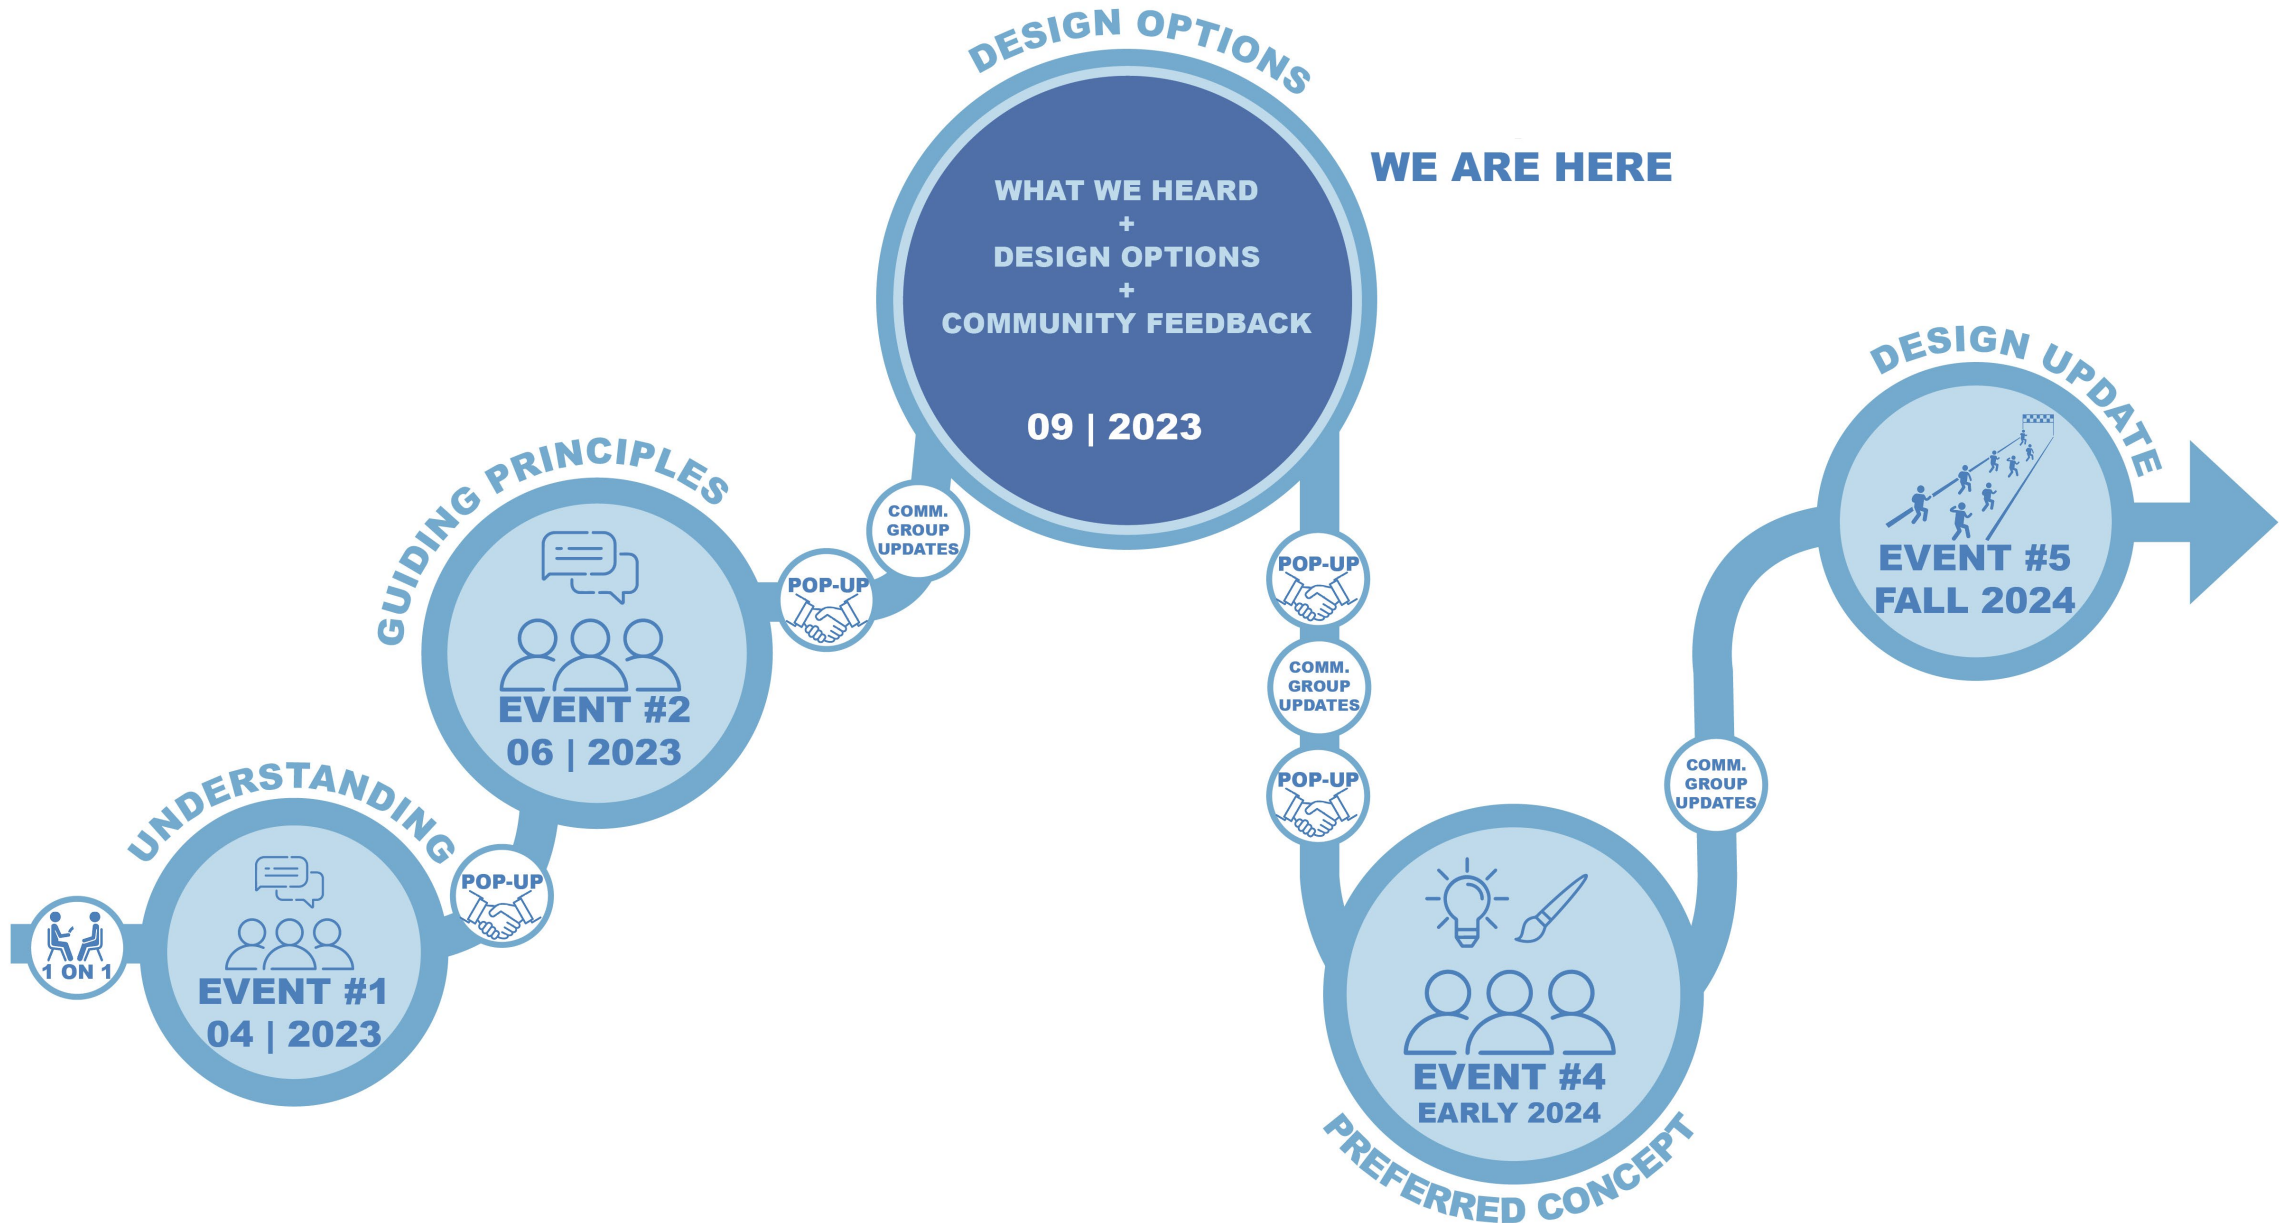 1 ON 1
UNDERSTANDING
EVENT #1
04 | 2023
POP-UP
GUIDING PRINCIPLES
EVENT #2
06 | 2023
POP-UP
COMM.
GROUP
UPDATES
DESIGN OPTIONS
WHAT WE HEARD
+
DESIGN OPTIONS
+
COMMUNITY FEEDBACK
09 | 2023
WE ARE HERE
POP-UP
COMM.
GROUP
UPDATES
POP-UP
EVENT #4
EARLY 2024
PREFERRED CONCEPT
COMM.
GROUP
UPDATES
DESIGN UPDATE
EVENT #5
FALL 2024